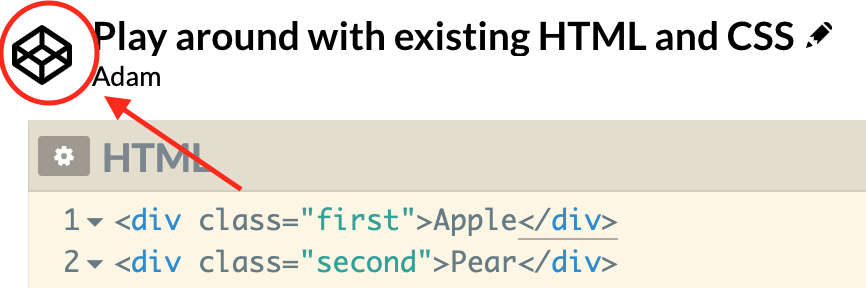 Play around with existing HTML and CSS
Adam
HTML
1 <div class="first">Apple</div>
2 <div class="second">Pear</div>